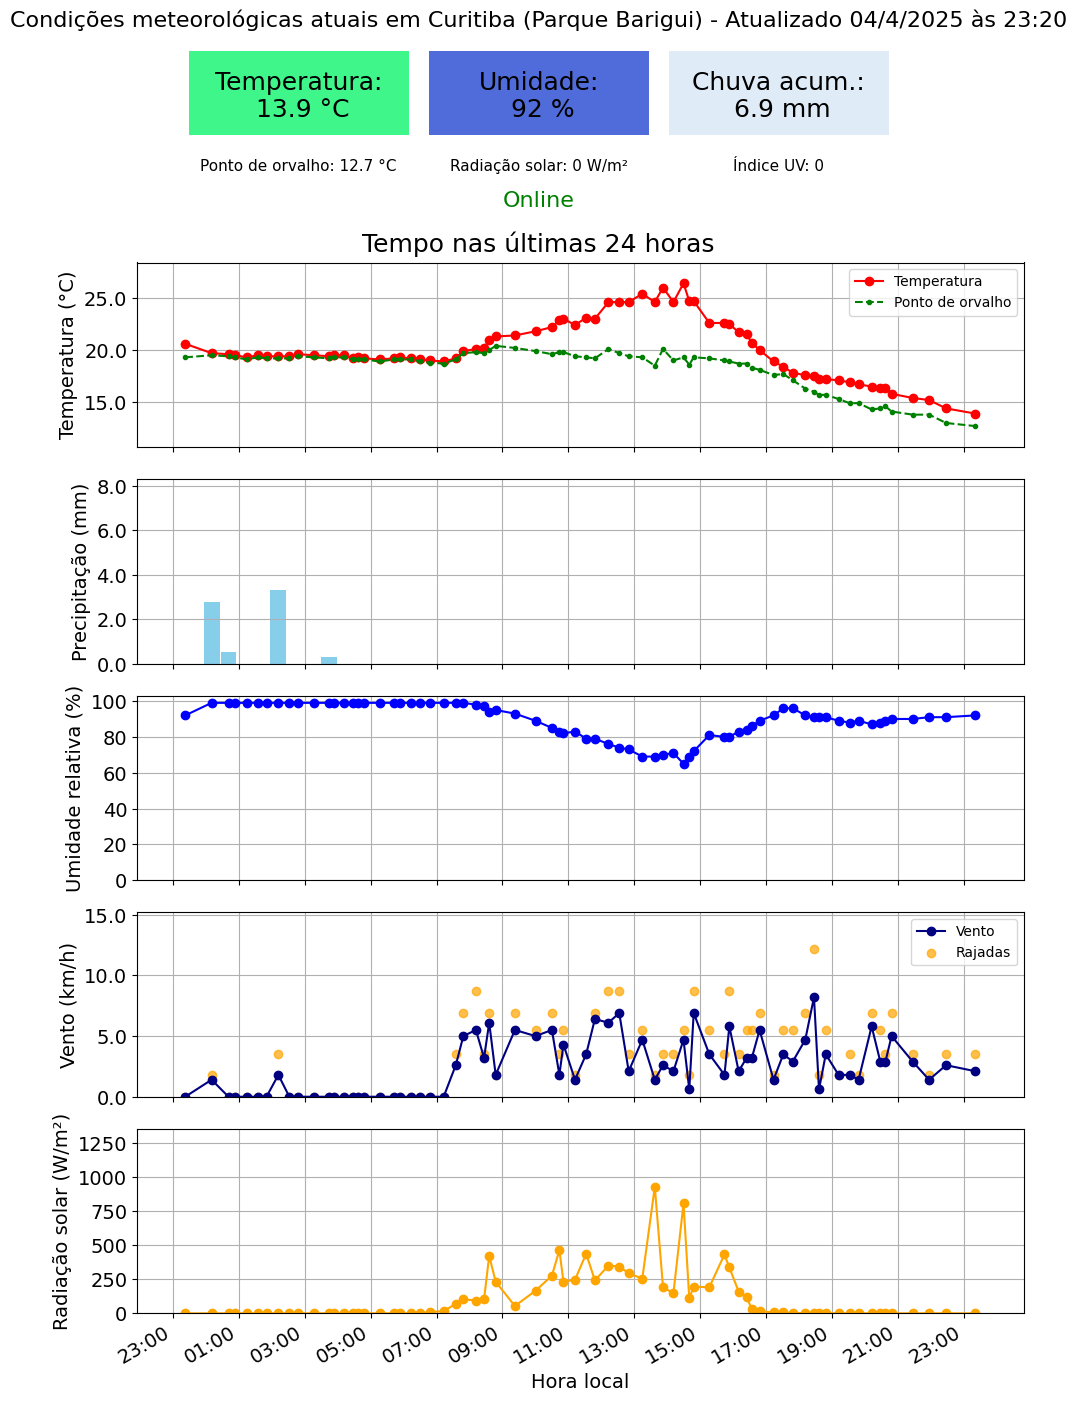 Condições meteorológicas atuais em Curitiba (Parque Barigui) - Atualizado 04/4/2025 às 23:20
Temperatura:
13.9 °C
Umidade:
92 %
Chuva acum.:
6.9 mm
Ponto de orvalho: 12.7 °C
Radiação solar: 0 W/m²
Índice UV: 0
Online
Tempo nas últimas 24 horas
Temperatura (°C)
25.0
20.0
15.0
Temperatura
Ponto de orvalho
Precipitação (mm)
8.0
6.0
4.0
2.0
0.0
Umidade relativa (%)
100
80
60
40
20
0
Vento (km/h)
15.0
10.0
5.0
0.0
Vento
Rajadas
Radiação solar (W/m²)
1250
1000
750
500
250
0
23:00
01:00
03:00
05:00
07:00
09:00
11:00
13:00
15:00
17:00
19:00
21:00
23:00
Hora local